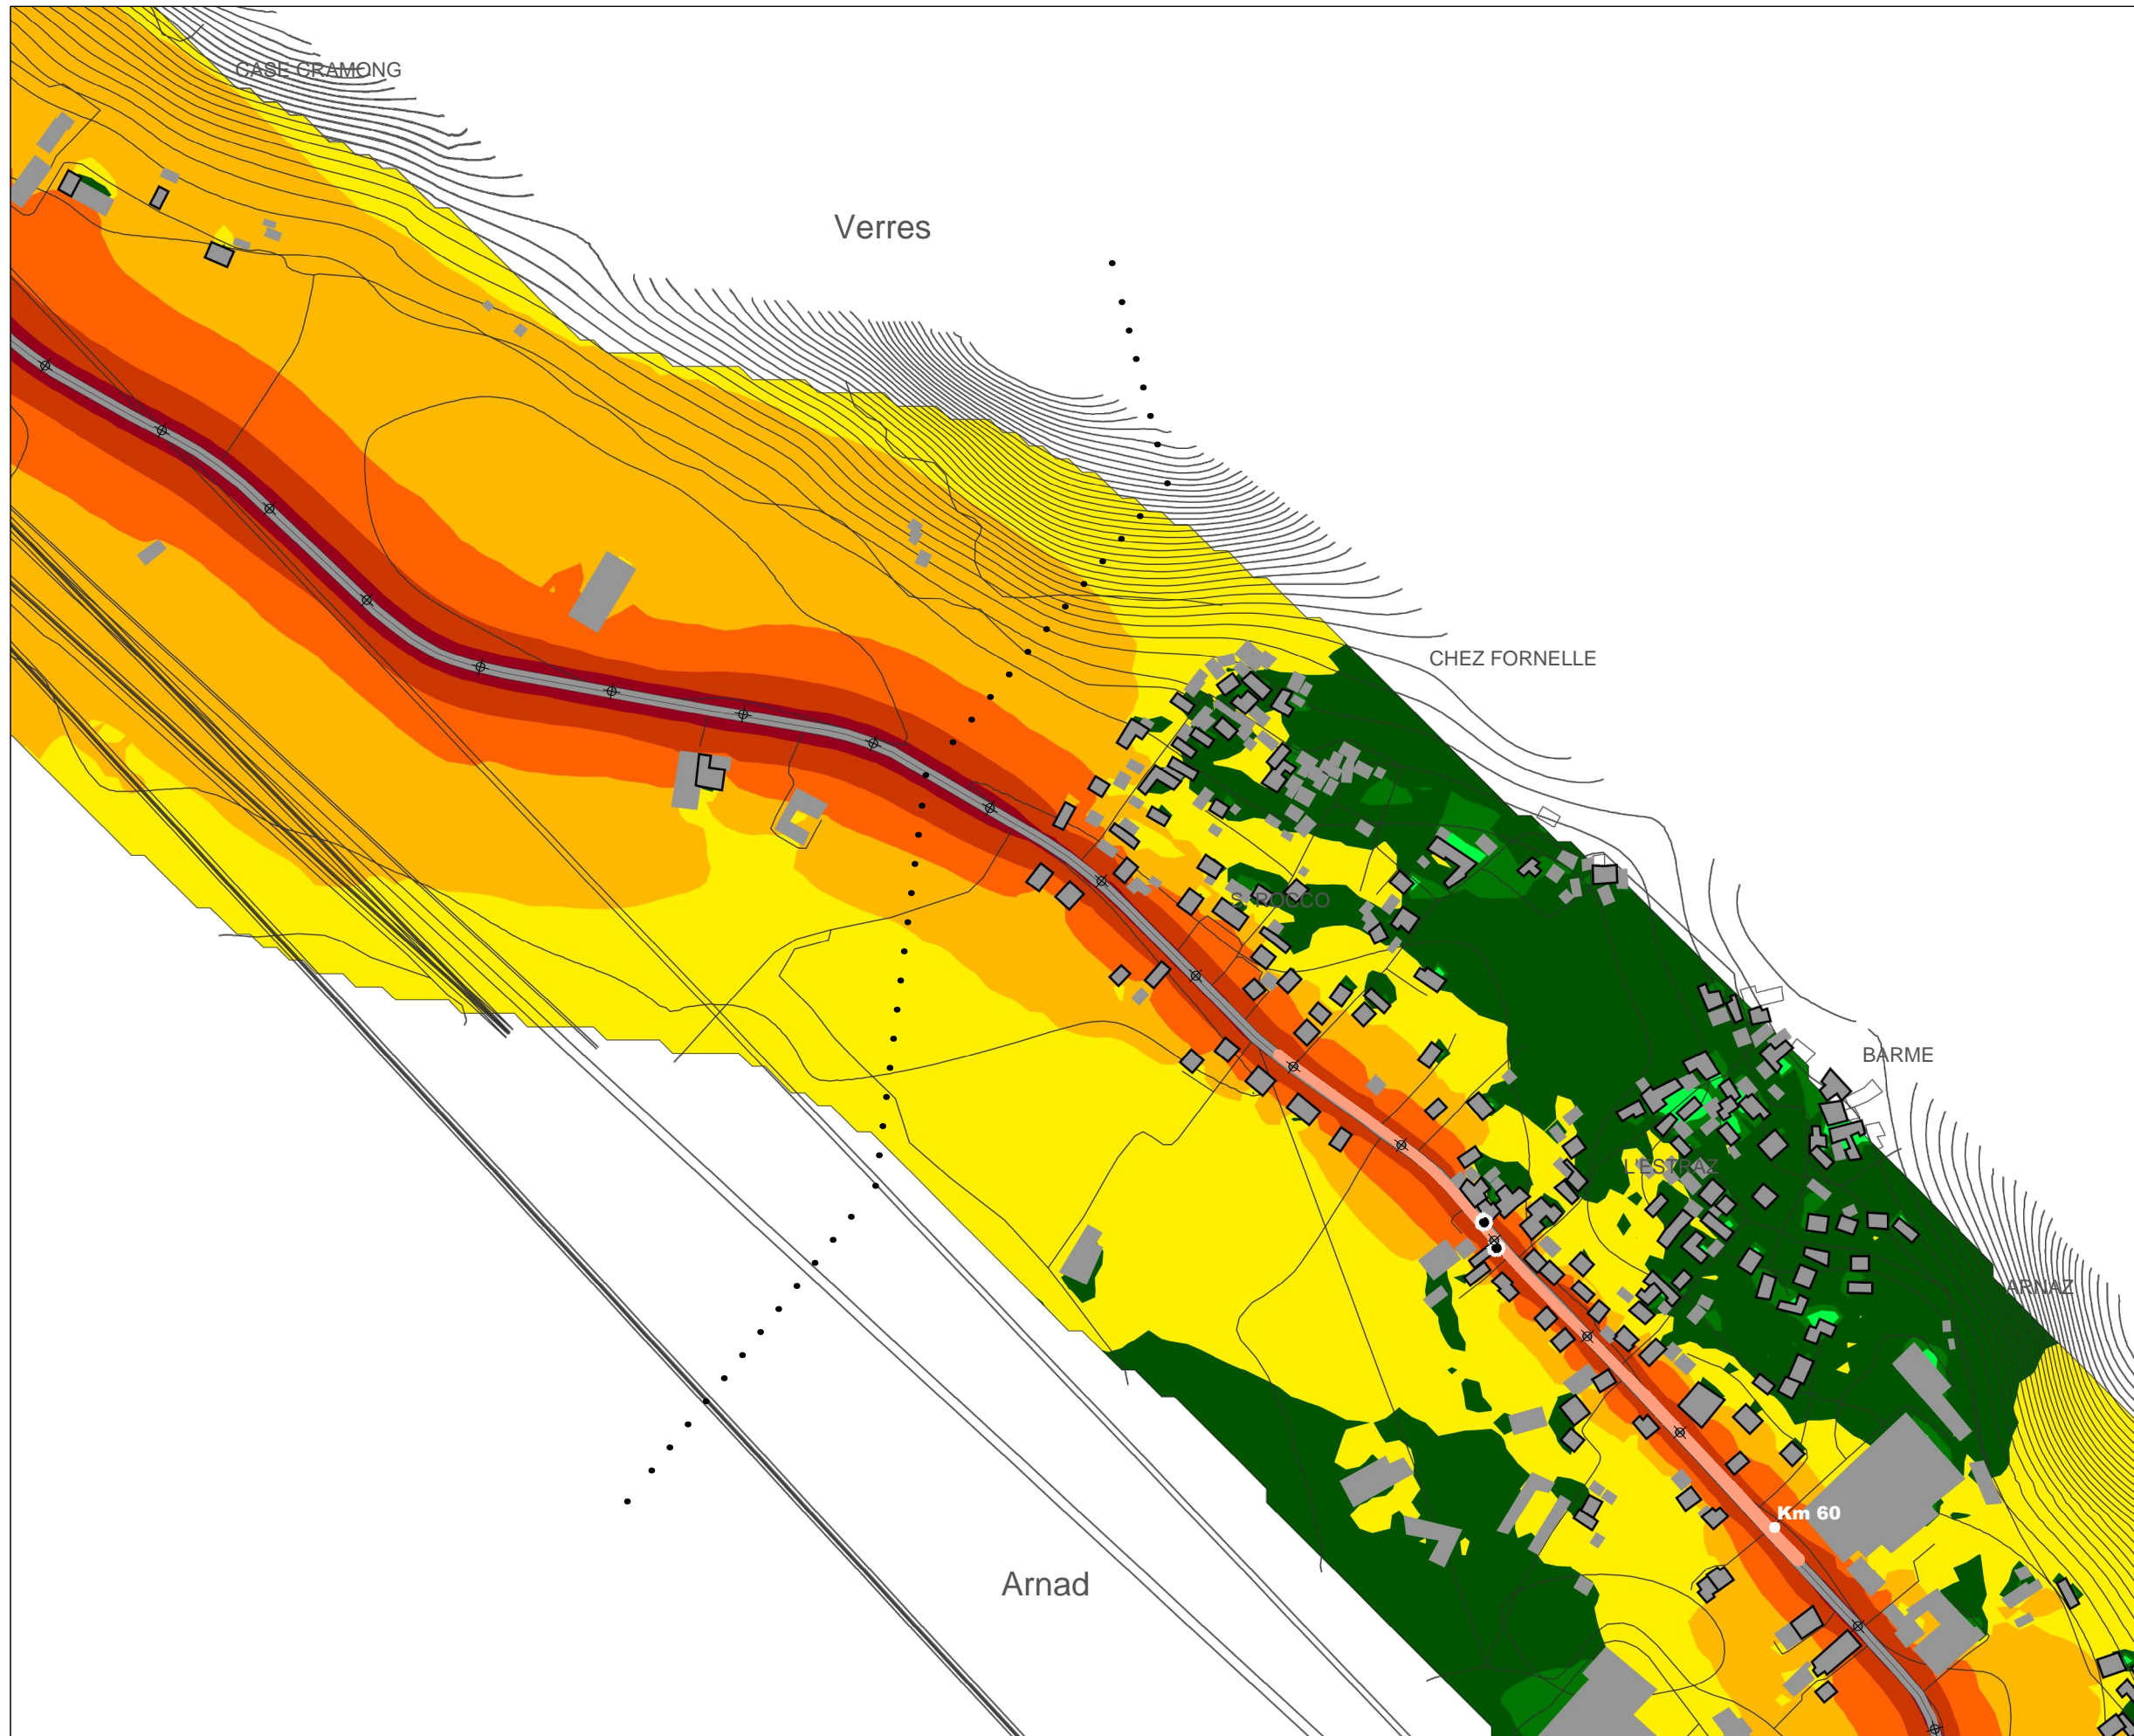 CASE CRAMONG
Verres
CHEZ FORNELLE
S. ROCCO
BARME
L'ESTRAZ
ARNAZ
Km 60
Arnad